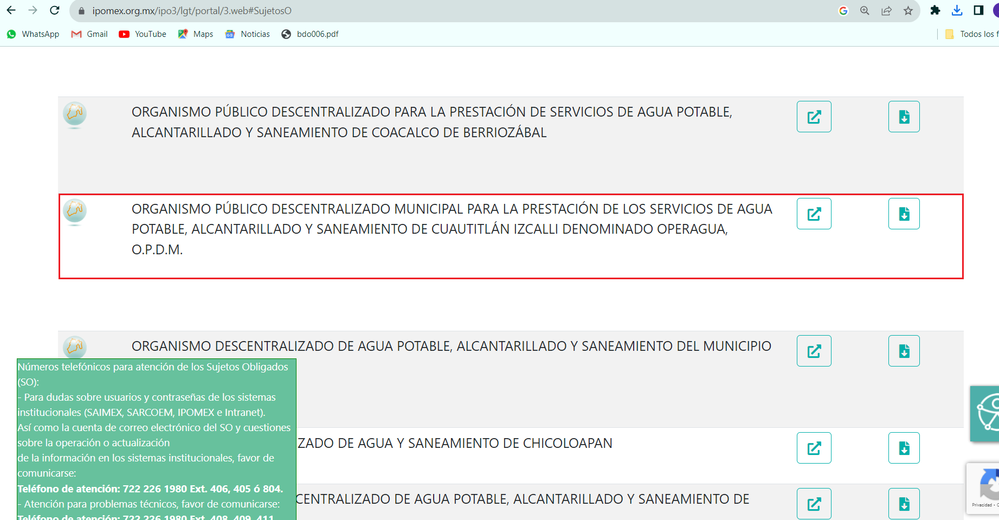 ipomex.org.mx/ipo3/lgt/portal/3.web#SujetosO
WhatsApp
Gmail
YouTube
Maps
Noticias
bdo006.pdf
Todos los f
ORGANISMO PÚBLICO DESCENTRALIZADO PARA LA PRESTACIÓN DE SERVICIOS DE AGUA POTABLE,
ALCANTARILLADO Y SANEAMIENTO DE COACALCO DE BERRIOZÁBAL
ORGANISMO PÚBLICO DESCENTRALIZADO MUNICIPAL PARA LA PRESTACIÓN DE LOS SERVICIOS DE AGUA
POTABLE, ALCANTARILLADO Y SANEAMIENTO DE CUAUTITLÁN IZCALLI DENOMINADO OPERAGUA,
O.P.D.M.
ORGANISMO DESCENTRALIZADO DE AGUA POTABLE, ALCANTARILLADO Y SANEAMIENTO DEL MUNICIPIO
ZADO DE AGUA Y SANEAMIENTO DE CHICOLOAPAN
CENTRALIZADO DE AGUA POTABLE, ALCANTARILLADO Y SANEAMIENTO DE
Números telefónicos para atención de los Sujetos Obligados
(SO):
- Para dudas sobre usuarios y contraseñas de los sistemas
institucionales (SAIMEX, SARCOEM, IPOMEX e Intranet).
Así como la cuenta de correo electrónico del SO y cuestiones
sobre la operación o actualización
de la información en los sistemas institucionales, favor de
comunicarse:
Teléfono de atención: 722 226 1980 Ext. 406, 405 ó 804.
- Atención para problemas técnicos, favor de comunicarse:
Teléfono de atención: 722 226 1980 Ext. 408, 409, 411
Privacidad -